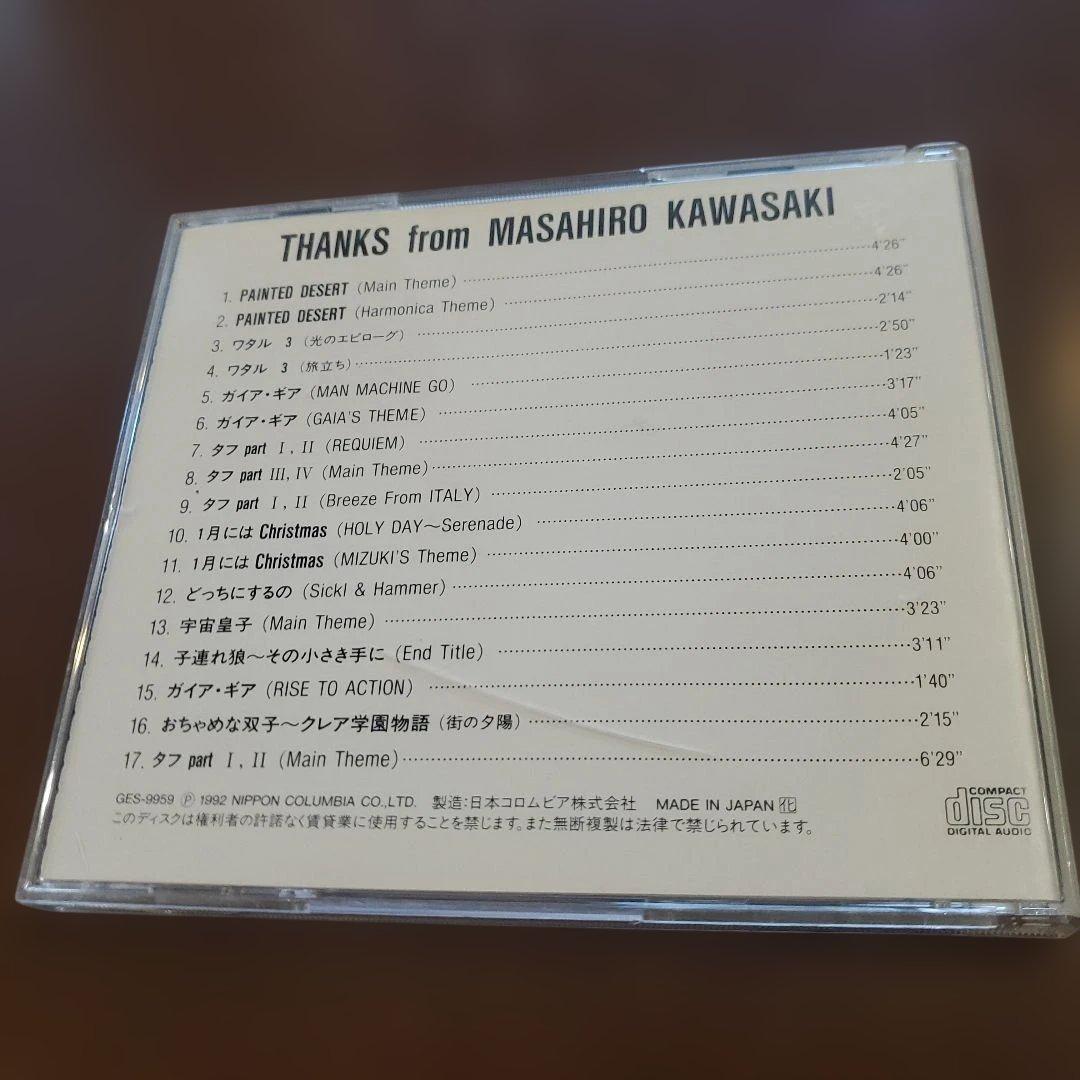 THANKS from MASAHIRO KAWASAKI
1. PAINTED DESERT (Main Theme) 4'26"
2. PAINTED DESERT (Harmonica Theme) 4'26"
3. ワタル 3 (光のエピローグ) 2'14"
4. ワタル 3 (旅立ち) 2'50"
5. ガイア・ギア (MAN MACHINE GO) 1'23"
6. ガイア・ギア (GAIA'S THEME) 3'17"
7. タフ part I, II (REQUIEM) 4'05"
8. タフ part III, IV (Main Theme) 4'27"
9. タフ part I, II (Breeze From ITALY) 2'05"
10. 1月には Christmas (HOLY DAY〜Serenade) 4'06"
11. 1月には Christmas (MIZUKI'S Theme) 4'00"
12. どっちにするの (Sickl & Hammer) 4'06"
13. 宇宙皇子 (Main Theme) 3'23"
14. 子連れ狼〜その小さき手に (End Title) 3'11"
15. ガイア・ギア (RISE TO ACTION) 1'40"
16. おちゃめな双子〜クレア学園物語 (街の夕陽) 2'15"
17. タフ part I, II (Main Theme) 6'29"
GES-9959 Ⓟ 1992 NIPPON COLUMBIA CO., LTD. 製造:日本コロムビア株式会社 MADE IN JAPAN 化
このディスクは権利者の許諾なく賃貸業に使用することを禁じます。また無断複製は法律で禁じられています。
COMPACT
disc
DIGITAL AUDIO